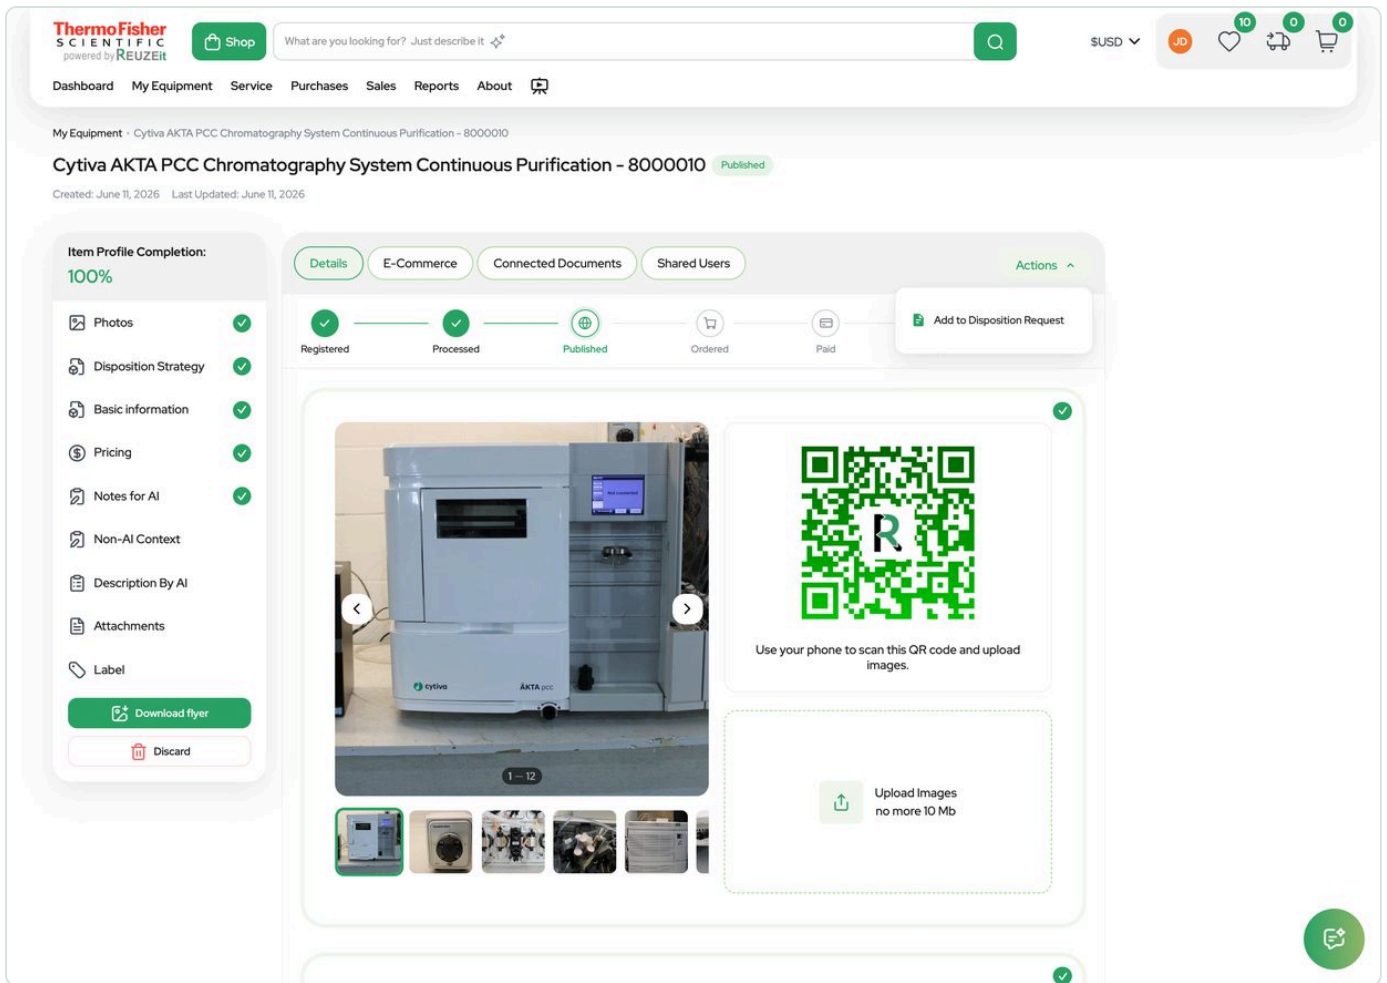 ThermoFisher
SCIENTIFIC
powered by REUZEit
Shop
What are you looking for? Just describe it
$USD
JD
10
0
0
Dashboard My Equipment Service Purchases Sales Reports About
My Equipment · Cytiva AKTA PCC Chromatography System Continuous Purification - 8000010
Cytiva AKTA PCC Chromatography System Continuous Purification - 8000010 Published
Created: June 11, 2026 Last Updated: June 11, 2026
Item Profile Completion:
100%
Photos
Disposition Strategy
Basic information
Pricing
Notes for AI
Non-AI Context
Description By AI
Attachments
Label
Download flyer
Discard
Details E-Commerce Connected Documents Shared Users
Actions
Add to Disposition Request
Registered Processed Published Ordered Paid
Not Connected
cytiva ÄKTA pcc
1 — 12
R
Use your phone to scan this QR code and upload
images.
Upload Images
no more 10 Mb